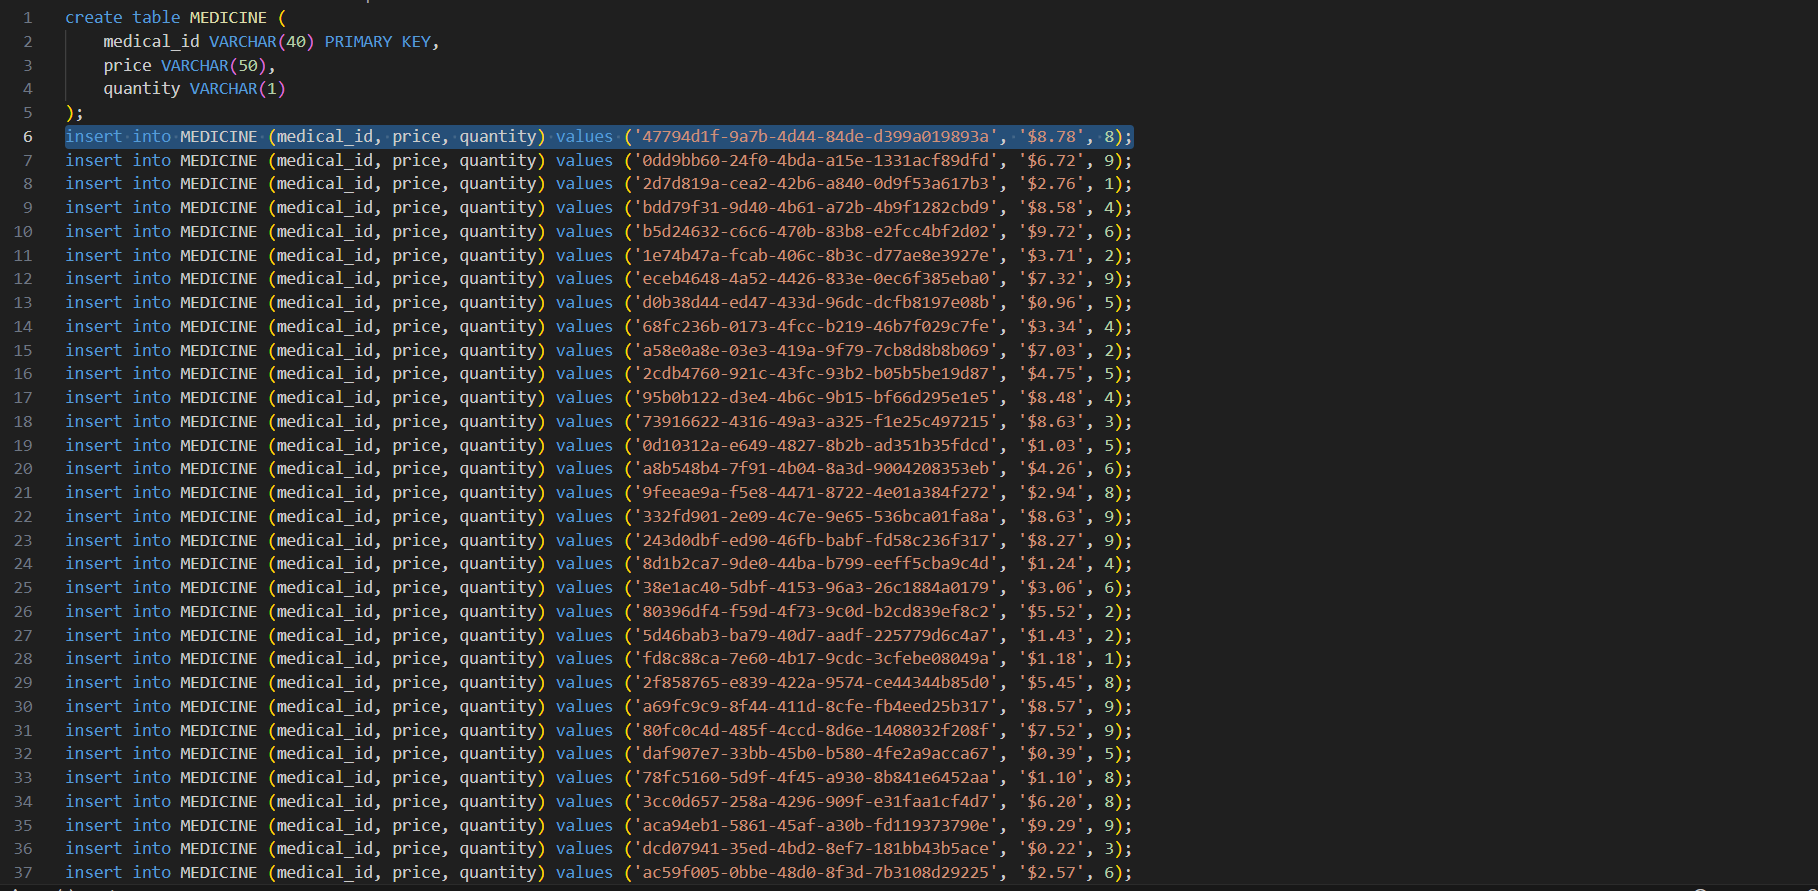 1 create table MEDICINE (
2 medical_id VARCHAR(40) PRIMARY KEY,
3 price VARCHAR(50),
4 quantity VARCHAR(1)
5 );
6 insert into MEDICINE (medical_id, price, quantity) values ('47794d1f-9a7b-4d44-84de-d399a019893a', '$8.78', 8);
7 insert into MEDICINE (medical_id, price, quantity) values ('0dd9bb60-24f0-4bda-a15e-1331acf89dfd', '$6.72', 9);
8 insert into MEDICINE (medical_id, price, quantity) values ('2d7d819a-cea2-42b6-a840-0d9f53a617b3', '$2.76', 1);
9 insert into MEDICINE (medical_id, price, quantity) values ('bdd79f31-9d40-4b61-a72b-4b9f1282cbd9', '$8.58', 4);
10 insert into MEDICINE (medical_id, price, quantity) values ('b5d24632-c6c6-470b-83b8-e2fcc4bf2d02', '$9.72', 6);
11 insert into MEDICINE (medical_id, price, quantity) values ('1e74b47a-fcab-406c-8b3c-d77ae8e3927e', '$3.71', 2);
12 insert into MEDICINE (medical_id, price, quantity) values ('eceb4648-4a52-4426-833e-0ec6f385eba0', '$7.32', 9);
13 insert into MEDICINE (medical_id, price, quantity) values ('d0b38d44-ed47-433d-96dc-dcfb8197e08b', '$0.96', 5);
14 insert into MEDICINE (medical_id, price, quantity) values ('68fc236b-0173-4fcc-b219-46b7f029c7fe', '$3.34', 4);
15 insert into MEDICINE (medical_id, price, quantity) values ('a58e0a8e-03e3-419a-9f79-7cb8d8b8b069', '$7.03', 2);
16 insert into MEDICINE (medical_id, price, quantity) values ('2cdb4760-921c-43fc-93b2-b05b5be19d87', '$4.75', 5);
17 insert into MEDICINE (medical_id, price, quantity) values ('95b0b122-d3e4-4b6c-9b15-bf66d295e1e5', '$8.48', 4);
18 insert into MEDICINE (medical_id, price, quantity) values ('73916622-4316-49a3-a325-f1e25c497215', '$8.63', 3);
19 insert into MEDICINE (medical_id, price, quantity) values ('0d10312a-e649-4827-8b2b-ad351b35fdcd', '$1.03', 5);
20 insert into MEDICINE (medical_id, price, quantity) values ('a8b548b4-7f91-4b04-8a3d-9004208353eb', '$4.26', 6);
21 insert into MEDICINE (medical_id, price, quantity) values ('9feeae9a-f5e8-4471-8722-4e01a384f272', '$2.94', 8);
22 insert into MEDICINE (medical_id, price, quantity) values ('332fd901-2e09-4c7e-9e65-536bca01fa8a', '$8.63', 9);
23 insert into MEDICINE (medical_id, price, quantity) values ('243d0dbf-ed90-46fb-babf-fd58c236f317', '$8.27', 9);
24 insert into MEDICINE (medical_id, price, quantity) values ('8d1b2ca7-9de0-44ba-b799-eeff5cba9c4d', '$1.24', 4);
25 insert into MEDICINE (medical_id, price, quantity) values ('38e1ac40-5dbf-4153-96a3-26c1884a0179', '$3.06', 6);
26 insert into MEDICINE (medical_id, price, quantity) values ('80396df4-f59d-4f73-9c0d-b2cd839ef8c2', '$5.52', 2);
27 insert into MEDICINE (medical_id, price, quantity) values ('5d46bab3-ba79-40d7-aadf-225779d6c4a7', '$1.43', 2);
28 insert into MEDICINE (medical_id, price, quantity) values ('fd8c88ca-7e60-4b17-9cdc-3cfebe08049a', '$1.18', 1);
29 insert into MEDICINE (medical_id, price, quantity) values ('2f858765-e839-422a-9574-ce44344b85d0', '$5.45', 8);
30 insert into MEDICINE (medical_id, price, quantity) values ('a69fc9c9-8f44-411d-8cfe-fb4eed25b317', '$8.57', 9);
31 insert into MEDICINE (medical_id, price, quantity) values ('80fc0c4d-485f-4ccd-8d6e-1408032f208f', '$7.52', 9);
32 insert into MEDICINE (medical_id, price, quantity) values ('daf907e7-33bb-45b0-b580-4fe2a9acca67', '$0.39', 5);
33 insert into MEDICINE (medical_id, price, quantity) values ('78fc5160-5d9f-4f45-a930-8b841e6452aa', '$1.10', 8);
34 insert into MEDICINE (medical_id, price, quantity) values ('3cc0d657-258a-4296-909f-e31faa1cf4d7', '$6.20', 8);
35 insert into MEDICINE (medical_id, price, quantity) values ('aca94eb1-5861-45af-a30b-fd119373790e', '$9.29', 9);
36 insert into MEDICINE (medical_id, price, quantity) values ('dcd07941-35ed-4bd2-8ef7-181bb43b5ace', '$0.22', 3);
37 insert into MEDICINE (medical_id, price, quantity) values ('ac59f005-0bbe-48d0-8f3d-7b3108d29225', '$2.57', 6);